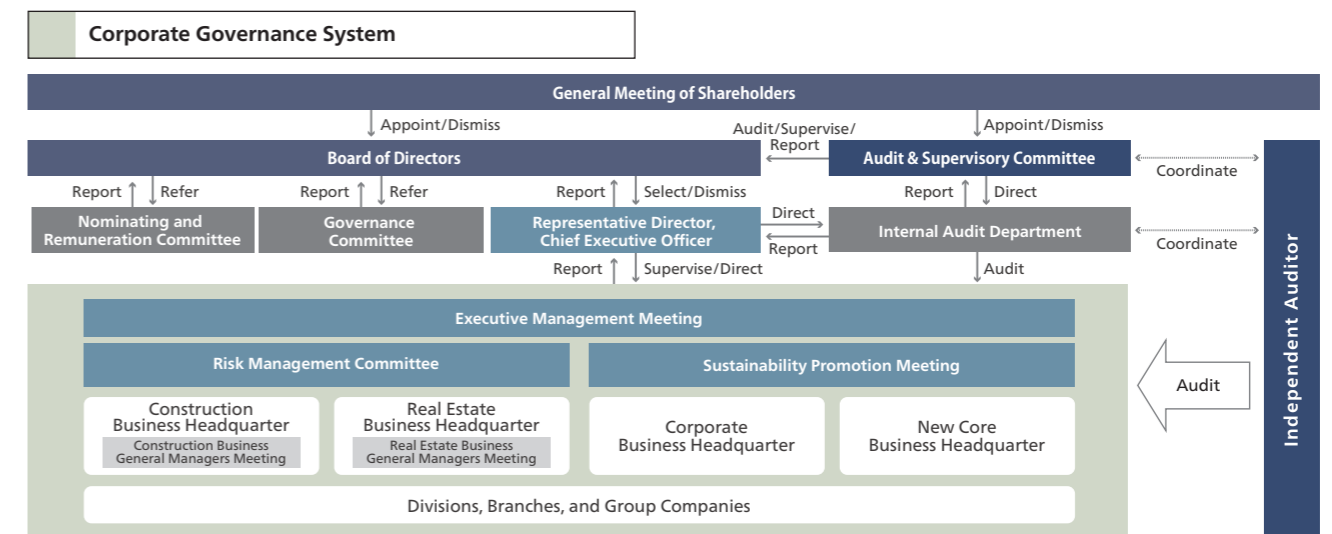 Corporate Governance System
General Meeting of Shareholders
Appoint/Dismiss
Audit/Supervise/
Report
Appoint/Dismiss
Board of Directors
Audit & Supervisory Committee
Coordinate
Report
Refer
Report
Refer
Report
Select/Dismiss
Report
Direct
Nominating and
Remuneration Committee
Governance
Committee
Representative Director,
Chief Executive Officer
Direct
Report
Internal Audit Department
Coordinate
Report
Supervise/Direct
Audit
Independent Auditor
Executive Management Meeting
Risk Management Committee
Sustainability Promotion Meeting
Audit
Construction
Business Headquarter
Construction Business
General Managers Meeting
Real Estate
Business Headquarter
Real Estate Business
General Managers Meeting
Corporate
Business Headquarter
New Core
Business Headquarter
Divisions, Branches, and Group Companies